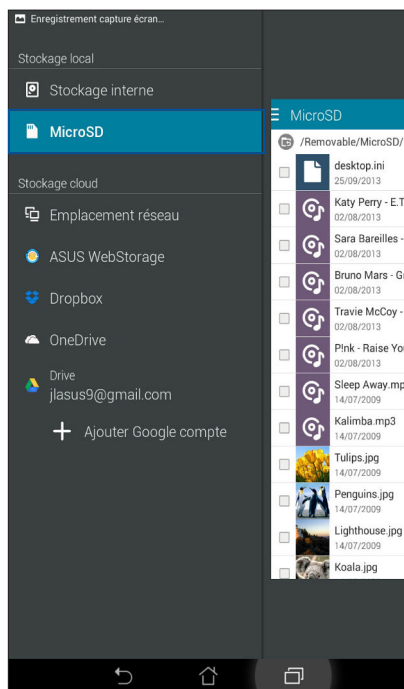 Enregistrement capture écran...
Stockage local
Stockage interne
MicroSD
Stockage cloud
Emplacement réseau
ASUS WebStorage
Dropbox
OneDrive
Drive
jlasus9@gmail.com
Ajouter Google compte
MicroSD
/Removable/MicroSD/
desktop.ini
25/09/2013
Katy Perry - E.T
02/08/2013
Sara Bareilles -
02/08/2013
Bruno Mars - G
02/08/2013
Travie McCoy -
02/08/2013
P!nk - Raise You
02/08/2013
Sleep Away.mp
14/07/2009
Kalimba.mp3
14/07/2009
Tulips.jpg
14/07/2009
Penguins.jpg
14/07/2009
Lighthouse.jpg
14/07/2009
Koala.jpg